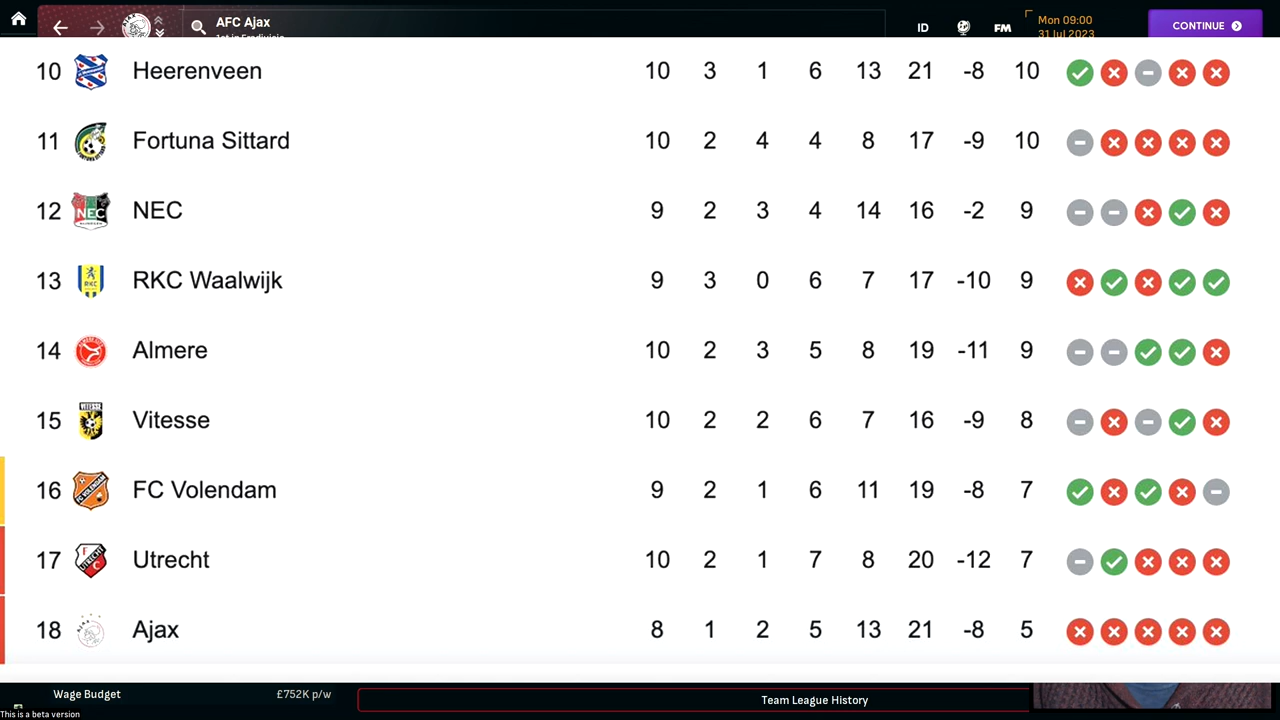 AFC Ajax
ID FM
Mon 09:00
31 Jul 2023
CONTINUE
10 Heerenveen 10 3 1 6 13 21 -8 10
11 Fortuna Sittard 10 2 4 4 8 17 -9 10
12 NEC 9 2 3 4 14 16 -2 9
13 RKC Waalwijk 9 3 0 6 7 17 -10 9
14 Almere 10 2 3 5 8 19 -11 9
15 Vitesse 10 2 2 6 7 16 -9 8
16 FC Volendam 9 2 1 6 11 19 -8 7
17 Utrecht 10 2 1 7 8 20 -12 7
18 Ajax 8 1 2 5 13 21 -8 5
Wage Budget £752K p/w
Team League History
This is a beta version